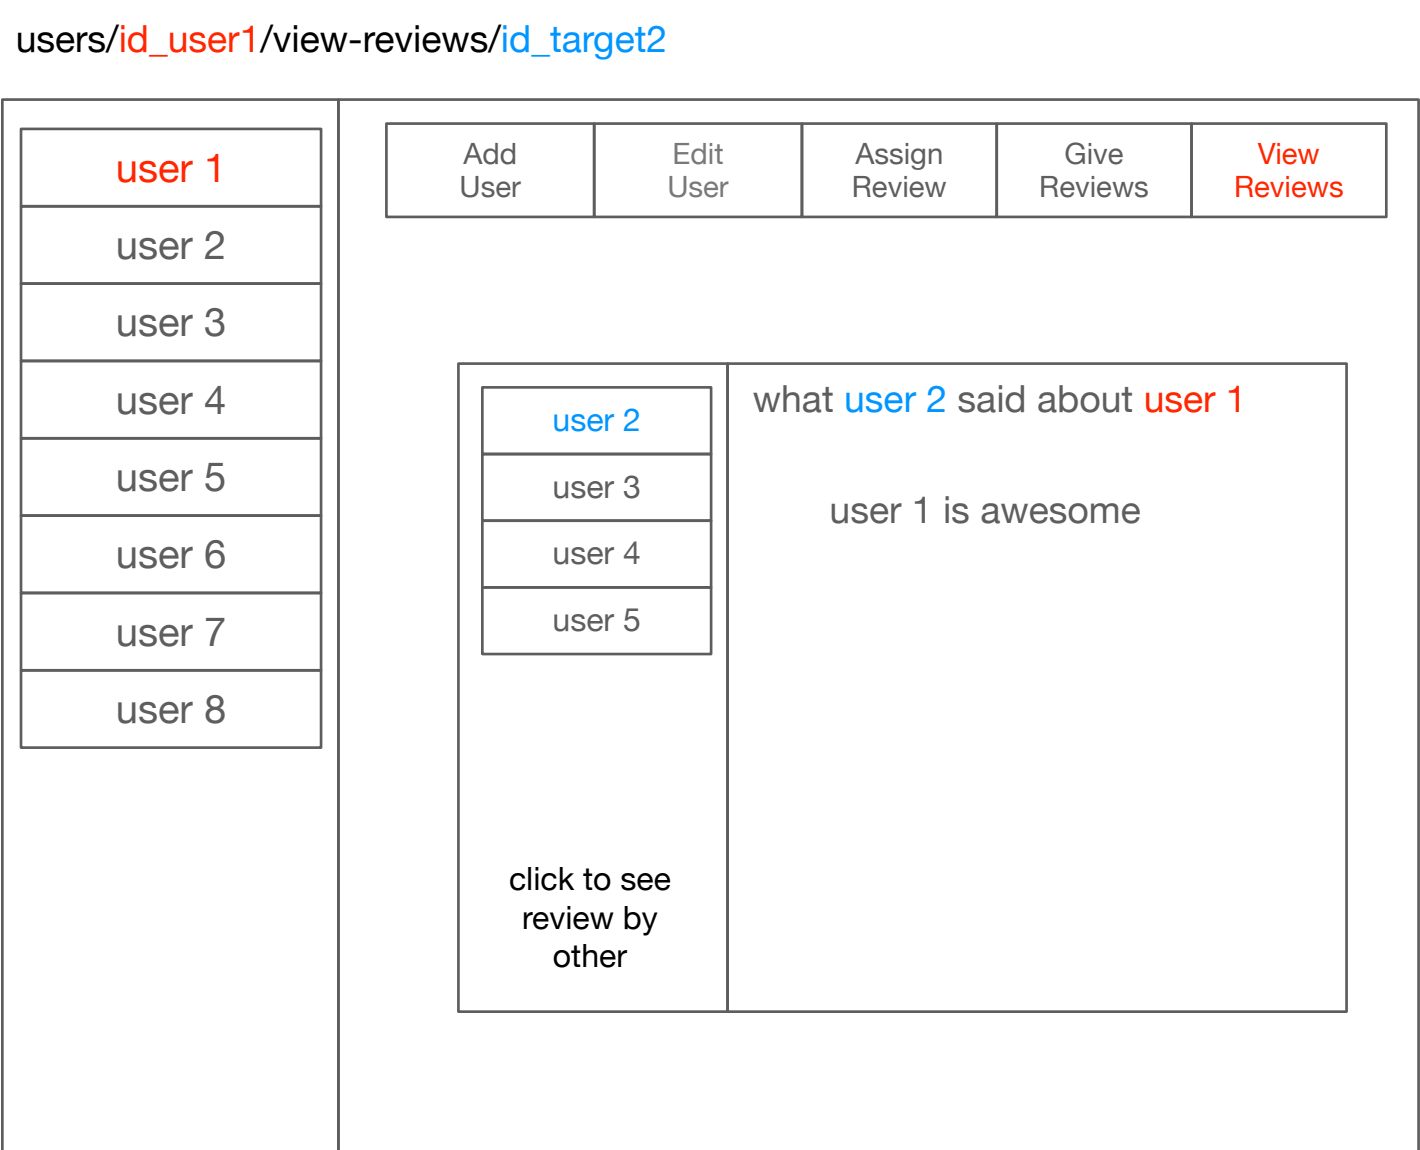 users/id_user1/view-reviews/id_target2
user 1
user 2
user 3
user 4
user 5
user 6
user 7
user 8
Add
User
Edit
User
Assign
Review
Give
Reviews
View
Reviews
user 2
user 3
user 4
user 5
click to see
review by
other
what user 2 said about user 1
user 1 is awesome